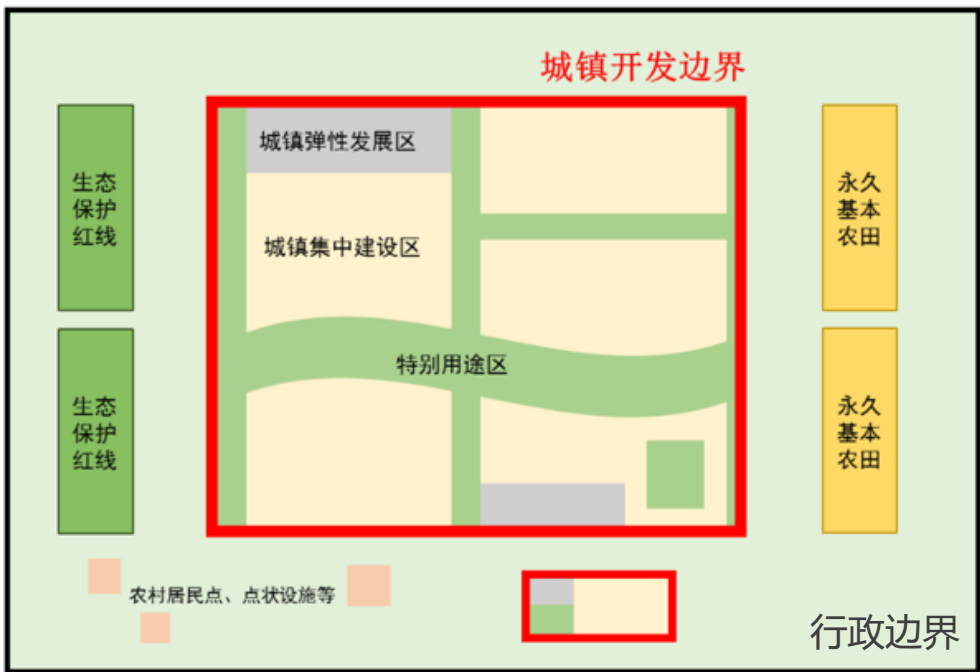 城镇开发边界
城镇弹性发展区
生态
保护
红线
永久
基本
农田
城镇集中建设区
特别用途区
生态
保护
红线
永久
基本
农田
农村居民点、点状设施等
行政边界